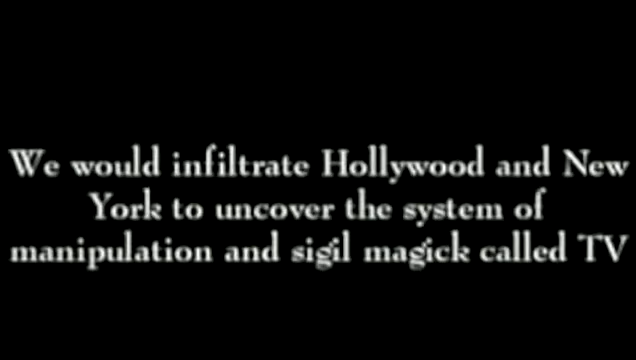 We would infiltrate Hollywood and New
York to uncover the system of
manipulation and sigil magick called TV